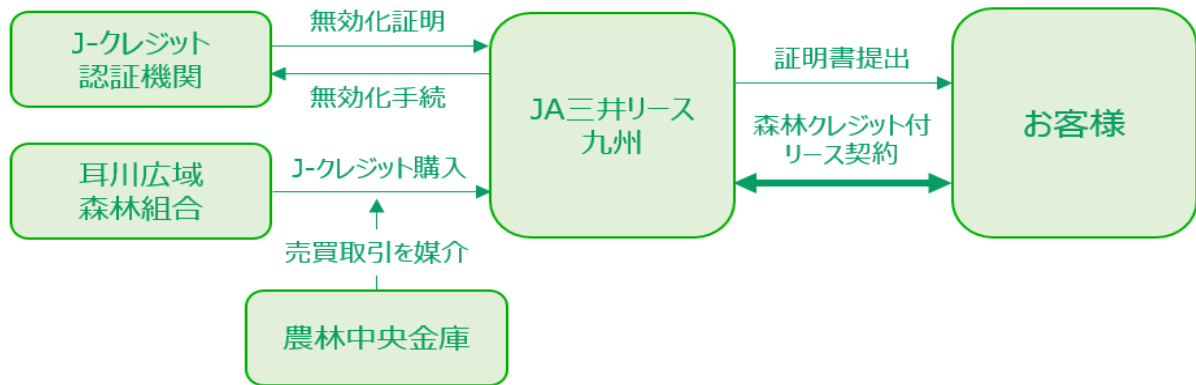 J-クレジット
認証機関
無効化証明
無効化手続
JA三井リース
九州
証明書提出
森林クレジット付
リース契約
お客様
耳川広域
森林組合
J-クレジット購入
売買取引を媒介
農林中央金庫